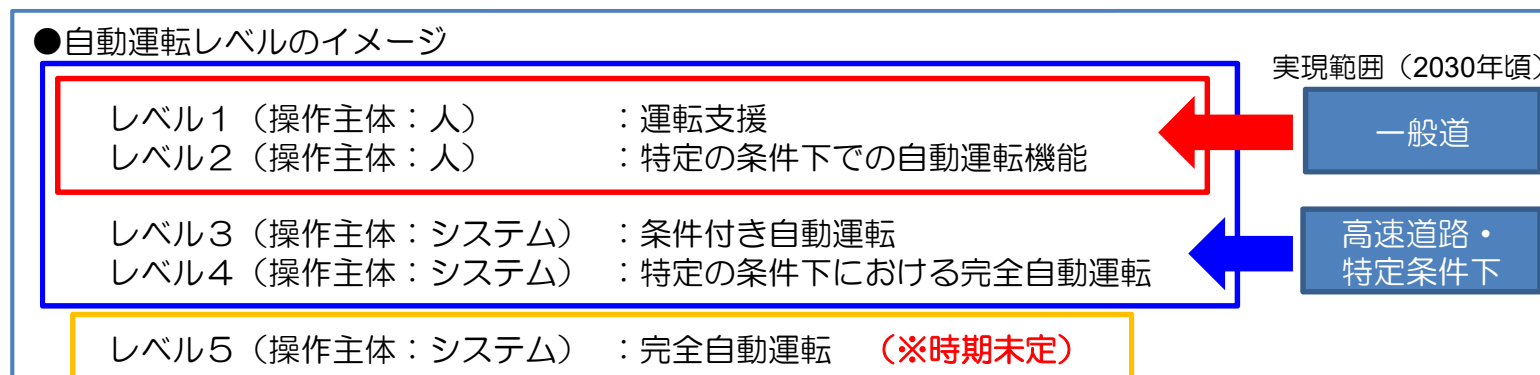 ●自動運転レベルのイメージ
実現範囲（2030年頃）
レベル１（操作主体：人）　　　：運転支援
レベル２（操作主体：人）　　　：特定の条件下での自動運転機能
一般道
レベル３（操作主体：システム）　：条件付き自動運転
レベル４（操作主体：システム）　：特定の条件下における完全自動運転
高速道路・
特定条件下
レベル５（操作主体：システム）　：完全自動運転　（※時期未定）